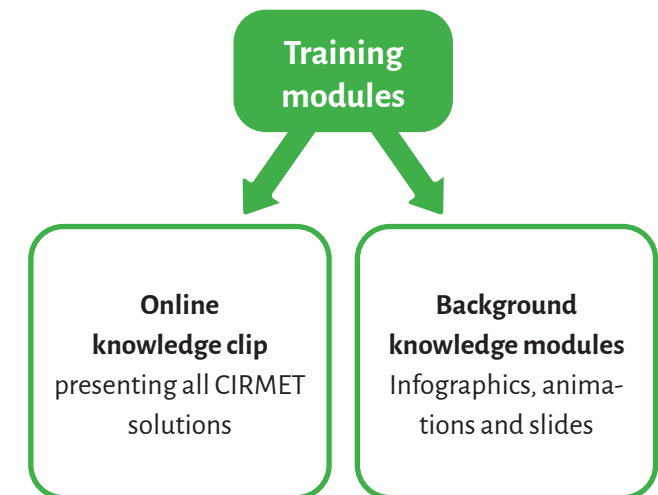 Training
modules
Online
knowledge clip
presenting all CIRMET
solutions
Background
knowledge modules
Infographics, anima-
tions and slides